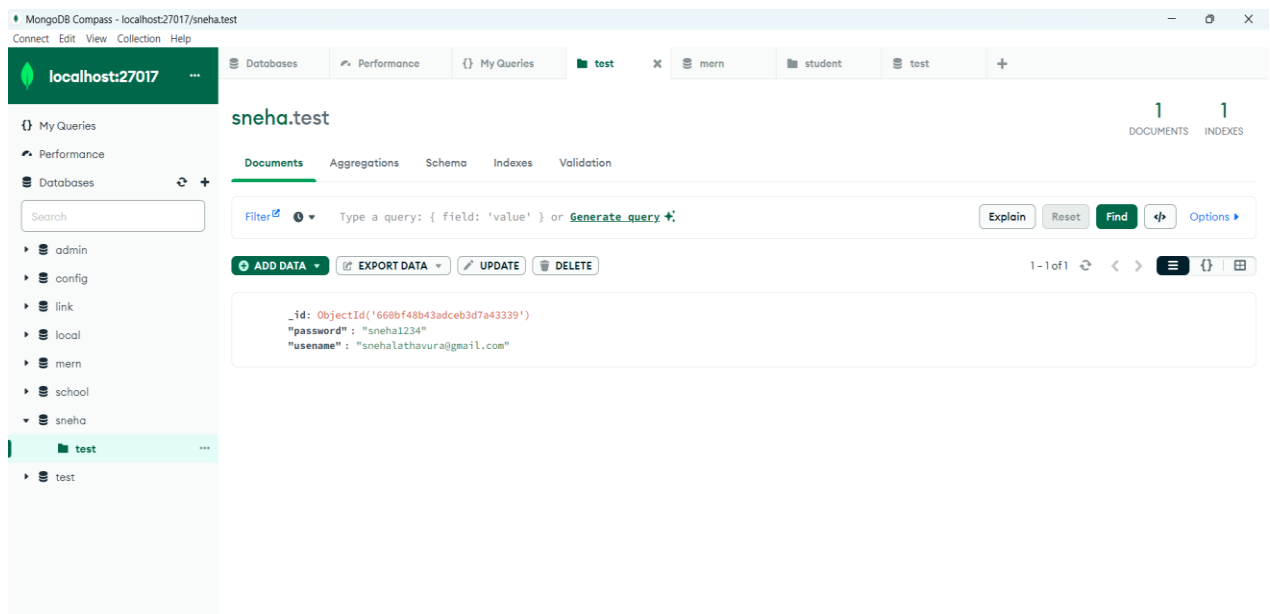 MongoDB Compass - localhost:27017/sneha.test
Connect Edit View Collection Help
localhost:27017 ...
Databases Performance {} My Queries test mern student test
{} My Queries
Performance
Databases
Search
admin
config
link
local
mern
school
sneha
test ...
test
sneha.test
1 DOCUMENTS 1 INDEXES
Documents Aggregations Schema Indexes Validation
Filter Type a query: { field: 'value' } or Generate query Explain Reset Find </> Options
ADD DATA EXPORT DATA UPDATE DELETE 1-1 of 1 {}
_id: ObjectId('660bf48b43adceb3d7a43339')
"password" : "sneha1234"
"usename" : "snehalathavura@gmail.com"